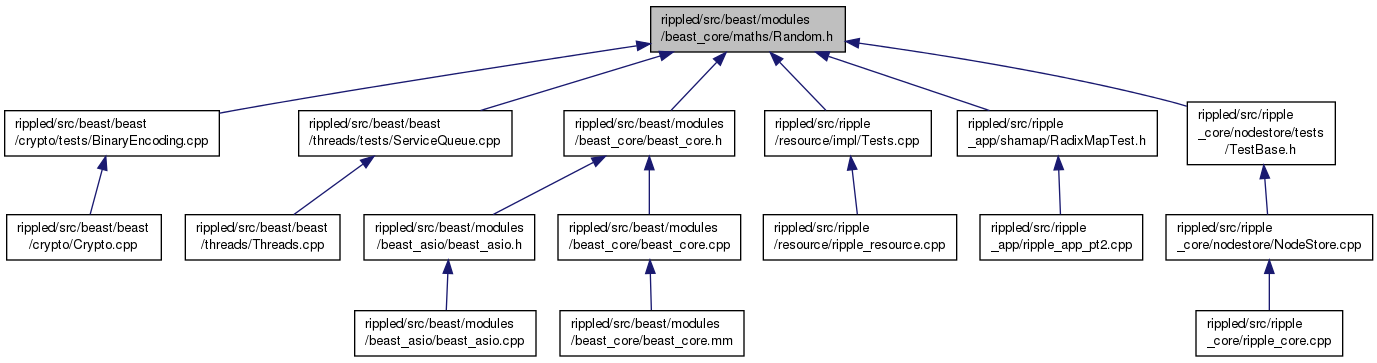 rippled/src/beast/modules
/beast_core/maths/Random.h
rippled/src/beast/beast
/crypto/tests/BinaryEncoding.cpp
rippled/src/beast/beast
/threads/tests/ServiceQueue.cpp
rippled/src/beast/modules
/beast_core/beast_core.h
rippled/src/ripple
/resource/impl/Tests.cpp
rippled/src/ripple
_app/shamap/RadixMapTest.h
rippled/src/ripple
_core/nodestore/tests
/TestBase.h
rippled/src/beast/beast
/crypto/Crypto.cpp
rippled/src/beast/beast
/threads/Threads.cpp
rippled/src/beast/modules
/beast_asio/beast_asio.h
rippled/src/beast/modules
/beast_core/beast_core.cpp
rippled/src/ripple
/resource/ripple_resource.cpp
rippled/src/ripple
_app/ripple_app_pt2.cpp
rippled/src/ripple
_core/nodestore/NodeStore.cpp
rippled/src/beast/modules
/beast_asio/beast_asio.cpp
rippled/src/beast/modules
/beast_core/beast_core.mm
rippled/src/ripple
_core/ripple_core.cpp